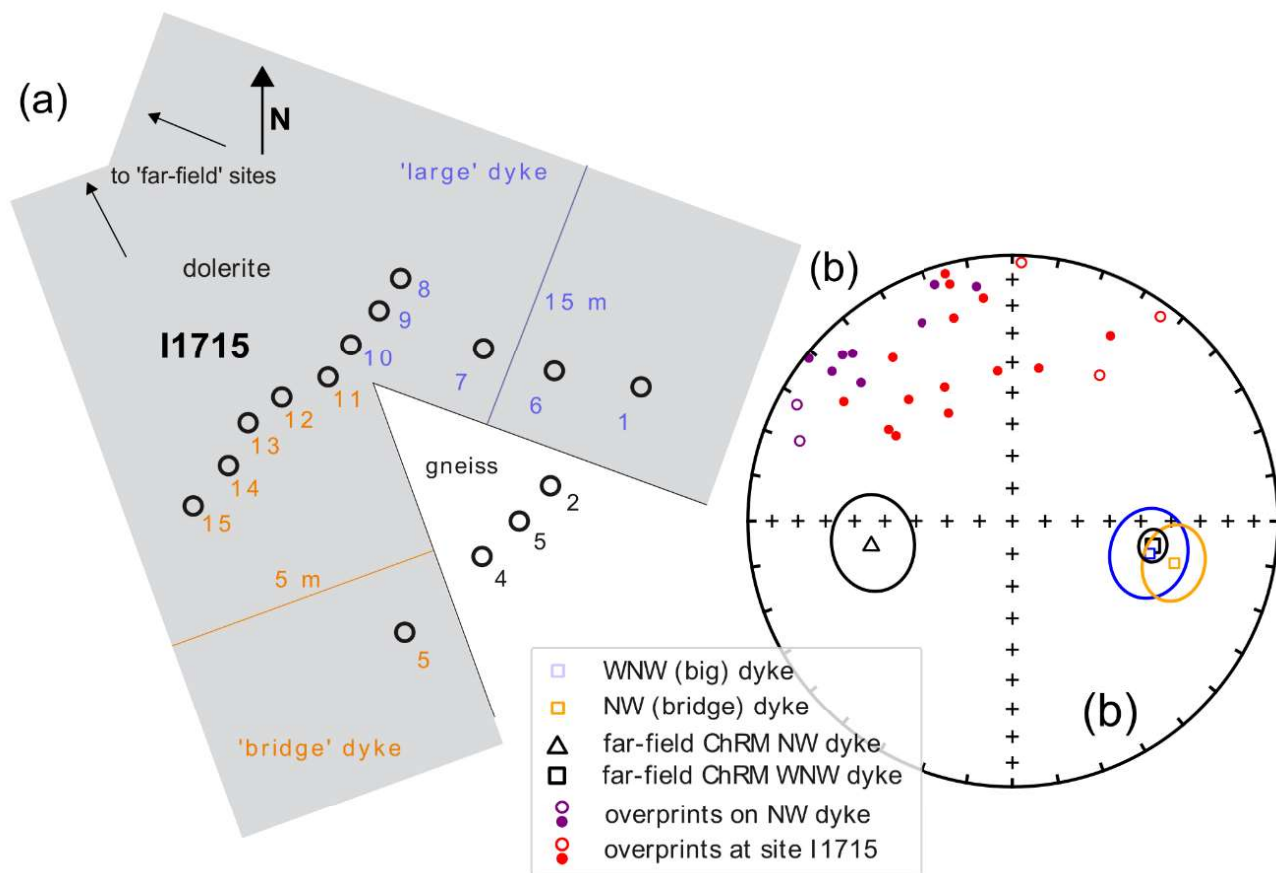 (a)
N
to 'far-field' sites
'large' dyke
dolerite
I1715
15 m
8
9
10
7
6
1
11
12
13
14
15
gneiss
2
5
4
5 m
5
'bridge' dyke
(b)
(b)
WNW (big) dyke
NW (bridge) dyke
far-field ChRM NW dyke
far-field ChRM WNW dyke
overprints on NW dyke
overprints at site I1715